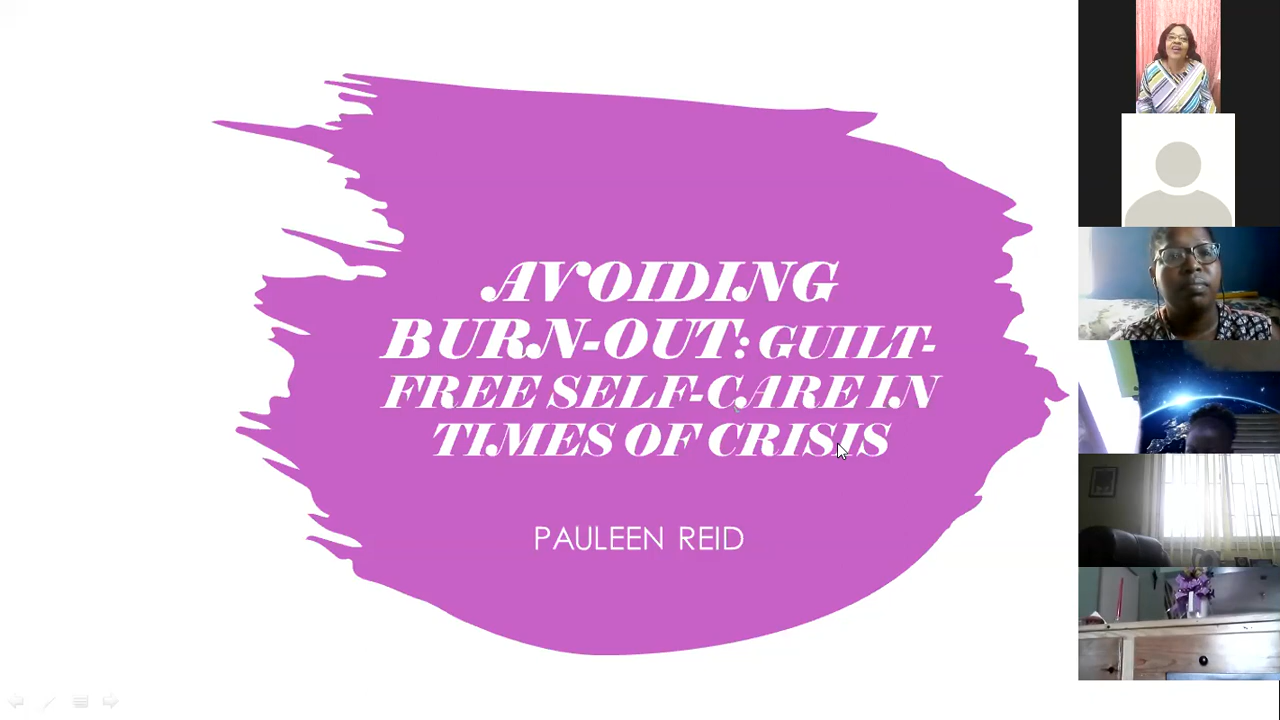 AVOIDING
BURN-OUT: GUILT-
FREE SELF-CARE IN
TIMES OF CRISIS
PAULEEN REID